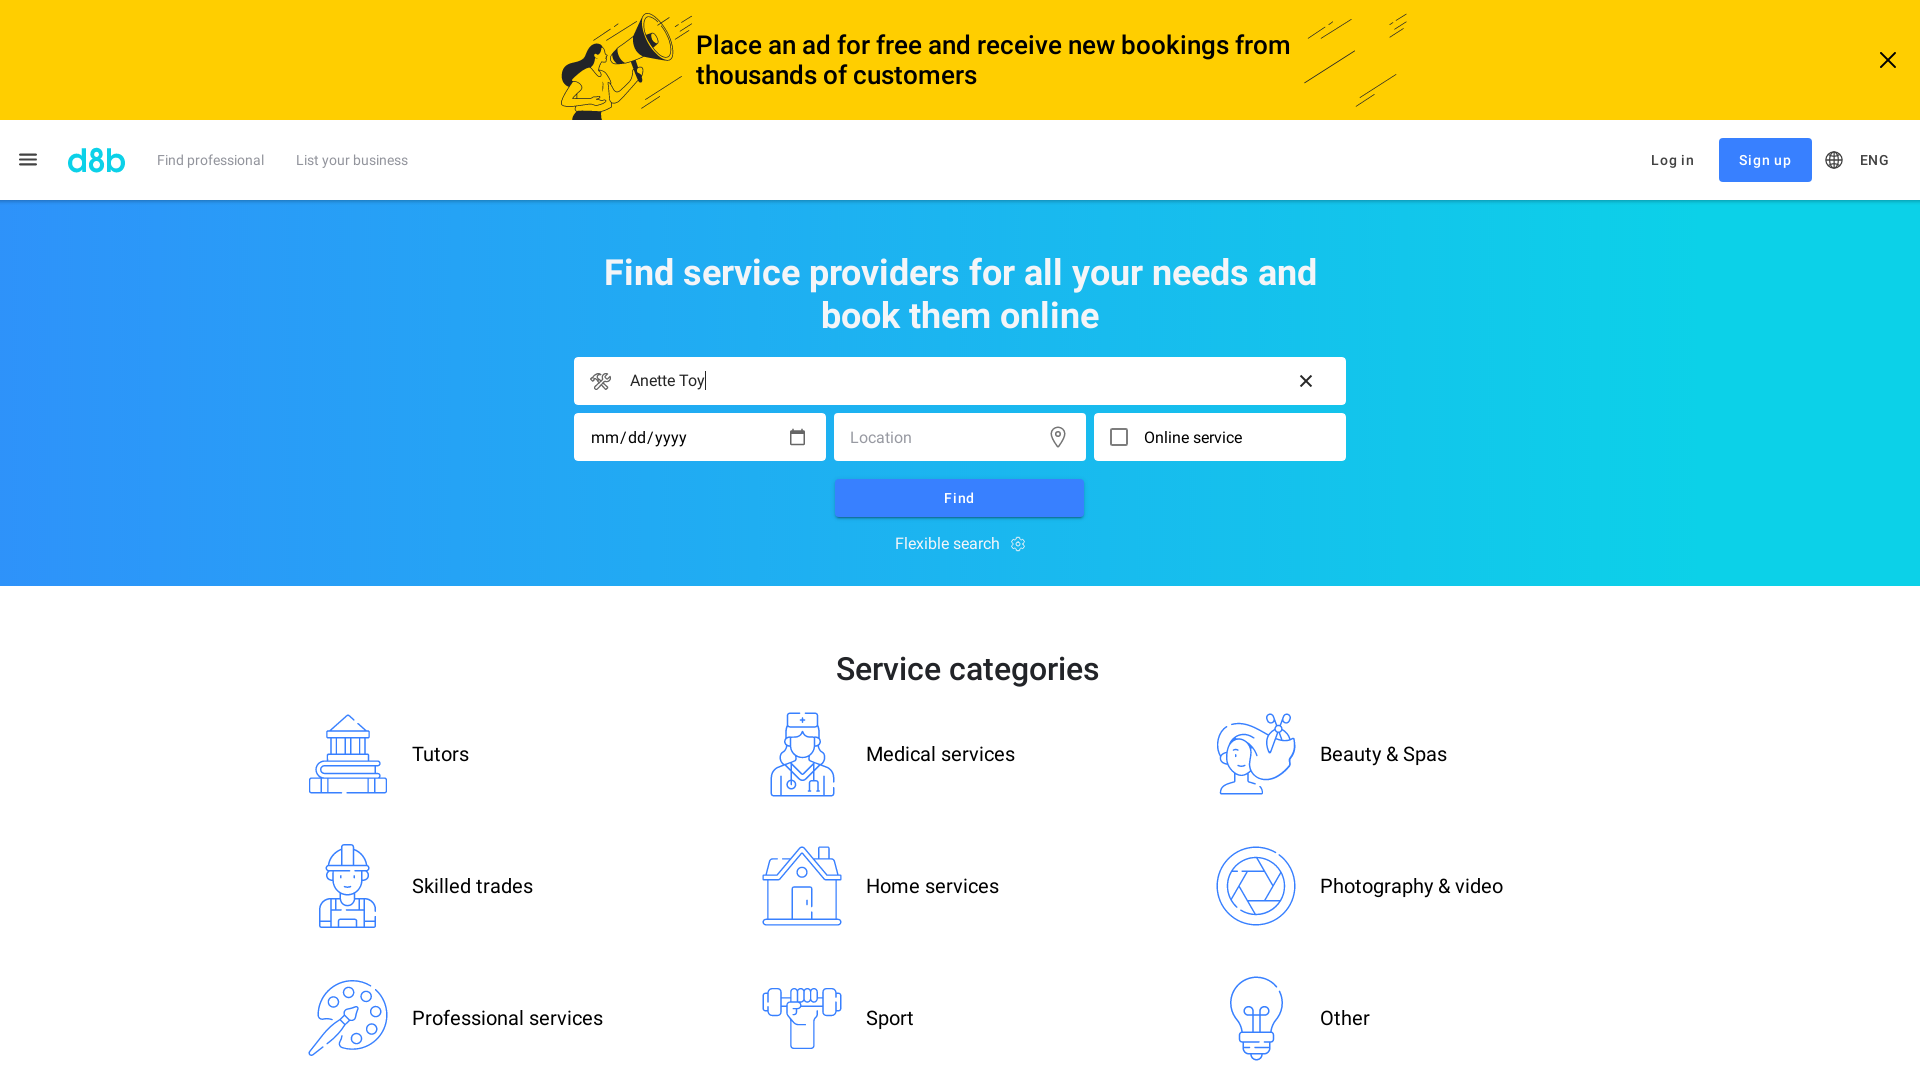 Place an ad for free and receive new bookings from
thousands of customers
d8b
Find professional
List your business
Log in
Sign up
ENG
Find service providers for all your needs and
book them online
Anette Toy
mm/dd/yyyy
Location
Online service
Find
Flexible search
Service categories
Tutors
Medical services
Beauty & Spas
Skilled trades
Home services
Photography & video
Professional services
Sport
Other